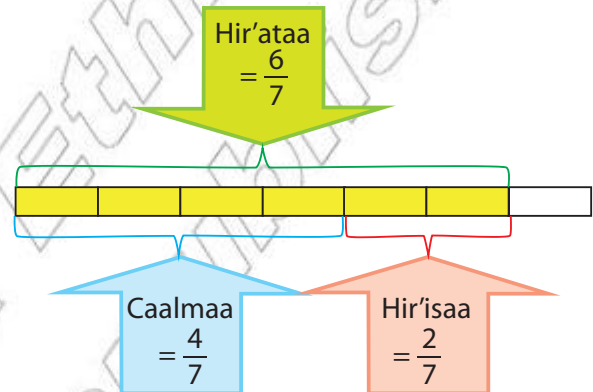 Hir'ataa
= 6/7
Caalmaa
= 4/7
Hir'isaa
= 2/7